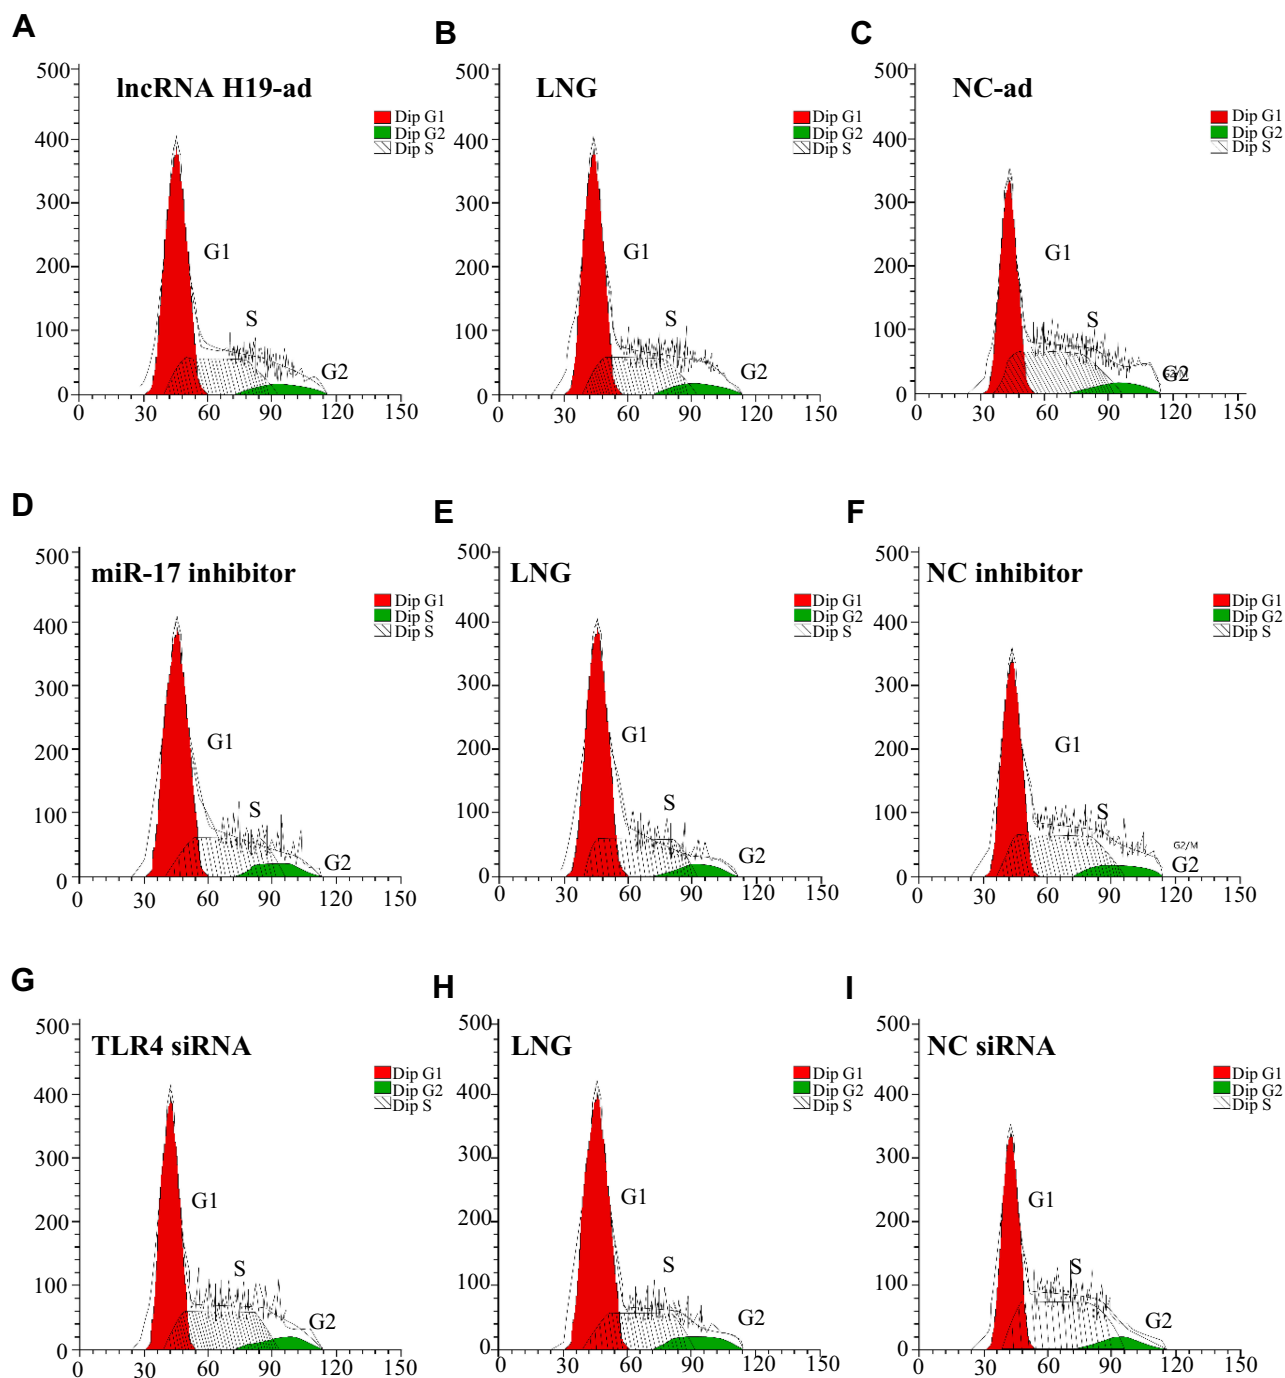 A
lncRNA H19-ad
500
400
300
200
100
0
0 30 60 90 120 150
Dip G1
Dip G2
Dip S
G1
S
G2
B
LNG
500
400
300
200
100
0
0 30 60 90 120 150
Dip G1
Dip G2
Dip S
G1
S
G2
C
NC-ad
500
400
300
200
100
0
0 30 60 90 120 150
Dip G1
Dip G2
Dip S
G1
S
G2
D
miR-17 inhibitor
500
400
300
200
100
0
0 30 60 90 120 150
Dip G1
Dip S
Dip S
G1
S
G2
E
LNG
500
400
300
200
100
0
0 30 60 90 120 150
Dip G1
Dip G2
Dip S
G1
S
G2
F
NC inhibitor
500
400
300
200
100
0
0 30 60 90 120 150
Dip G1
Dip G2
Dip S
G1
S
G2/M
G2
G
TLR4 siRNA
500
400
300
200
100
0
0 30 60 90 120 150
Dip G1
Dip G2
Dip S
G1
S
G2
H
LNG
500
400
300
200
100
0
0 30 60 90 120 150
Dip G1
Dip G2
Dip S
G1
S
G2
I
NC siRNA
500
400
300
200
100
0
0 30 60 90 120 150
Dip G1
Dip G2
Dip S
G1
S
G2